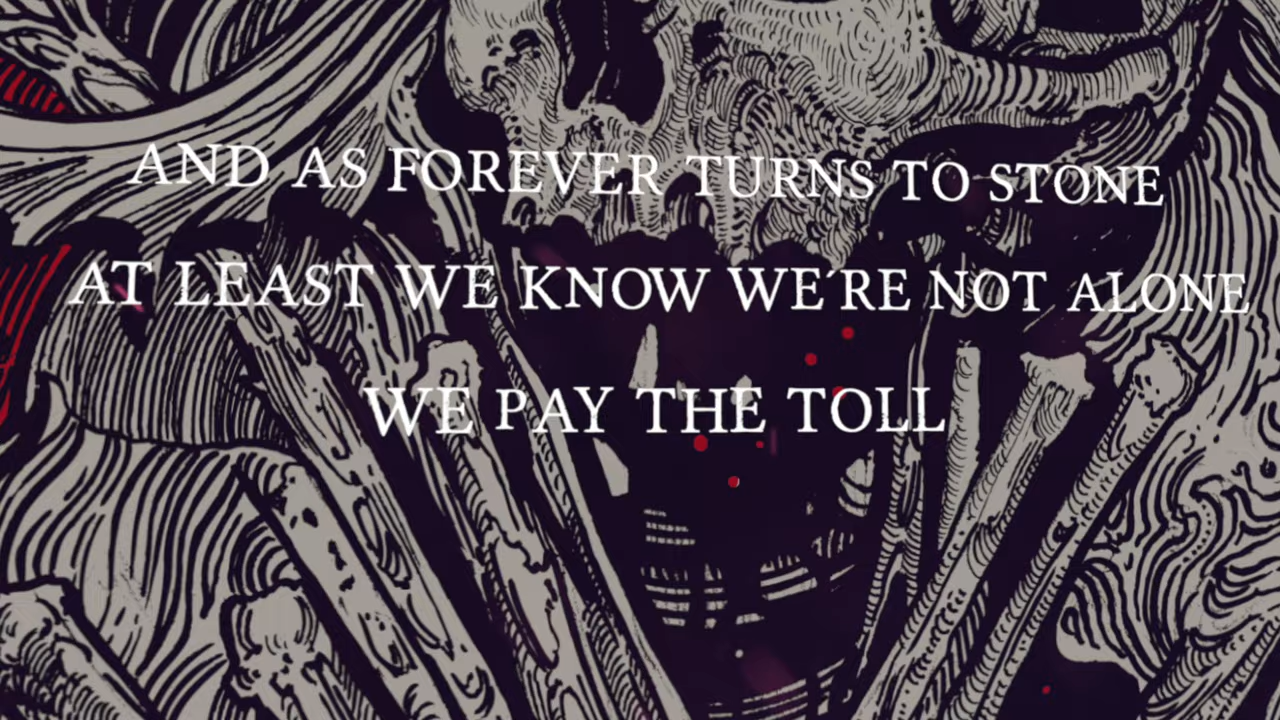 AND AS FOREVER TURNS TO STONE
AT LEAST WE KNOW WE´RE NOT ALONE
WE PAY THE TOLL